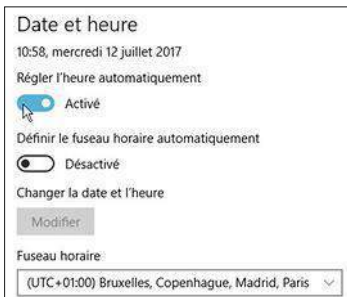 Date et heure
10:58, mercredi 12 juillet 2017
Régler l'heure automatiquement
Activé
Définir le fuseau horaire automatiquement
Désactivé
Changer la date et l'heure
Modifier
Fuseau horaire
(UTC+01:00) Bruxelles, Copenhague, Madrid, Paris